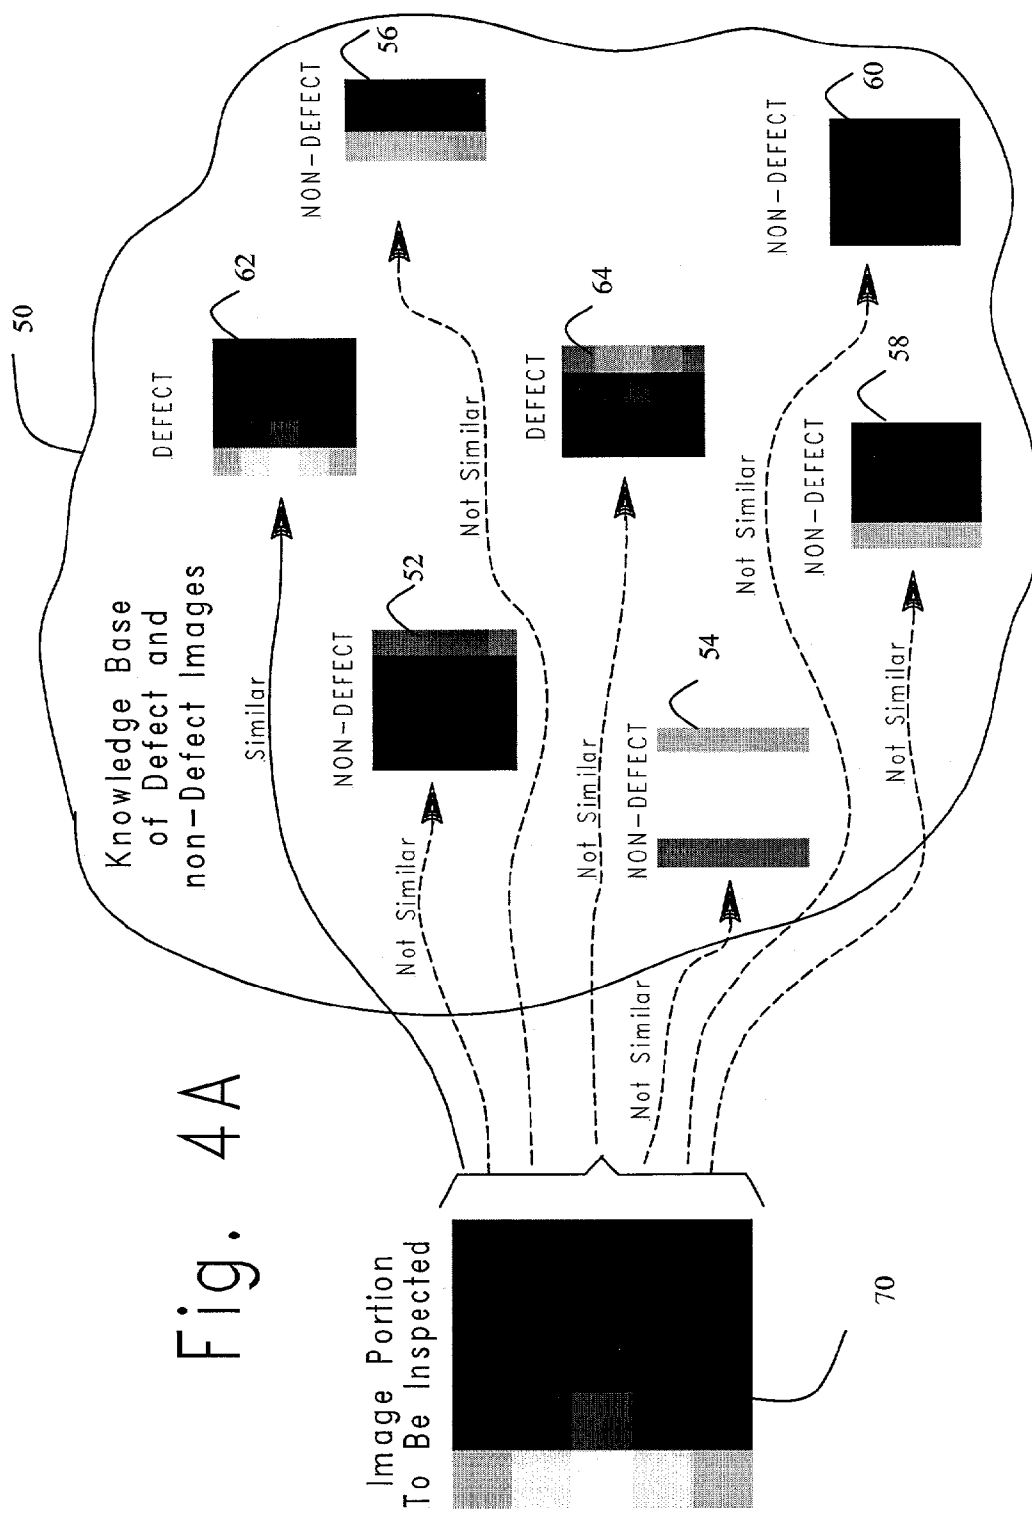 Fig. 4A
Image Portion
To Be Inspected
70
Knowledge Base
of Defect and
non-Defect Images
50
Similar
DEFECT
62
Not Similar
NON-DEFECT
52
Not Similar
NON-DEFECT
56
Not Similar
DEFECT
64
Not Similar
NON-DEFECT
54
Not Similar
NON-DEFECT
60
Not Similar
NON-DEFECT
58